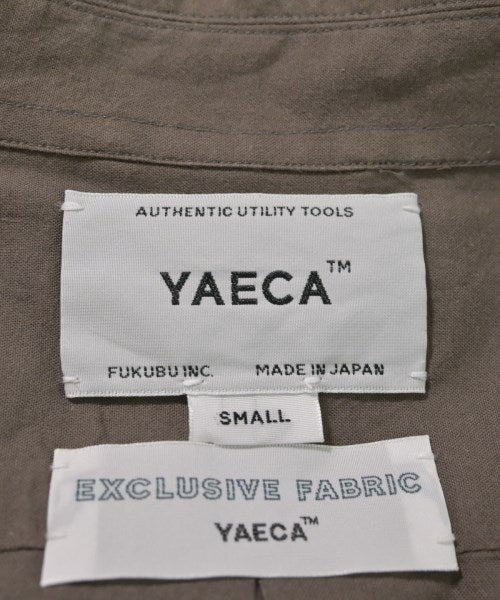 AUTHENTIC UTILITY TOOLS
YAECA™
FUKUBU INC. MADE IN JAPAN
SMALL
EXCLUSIVE FABRIC
YAECA™